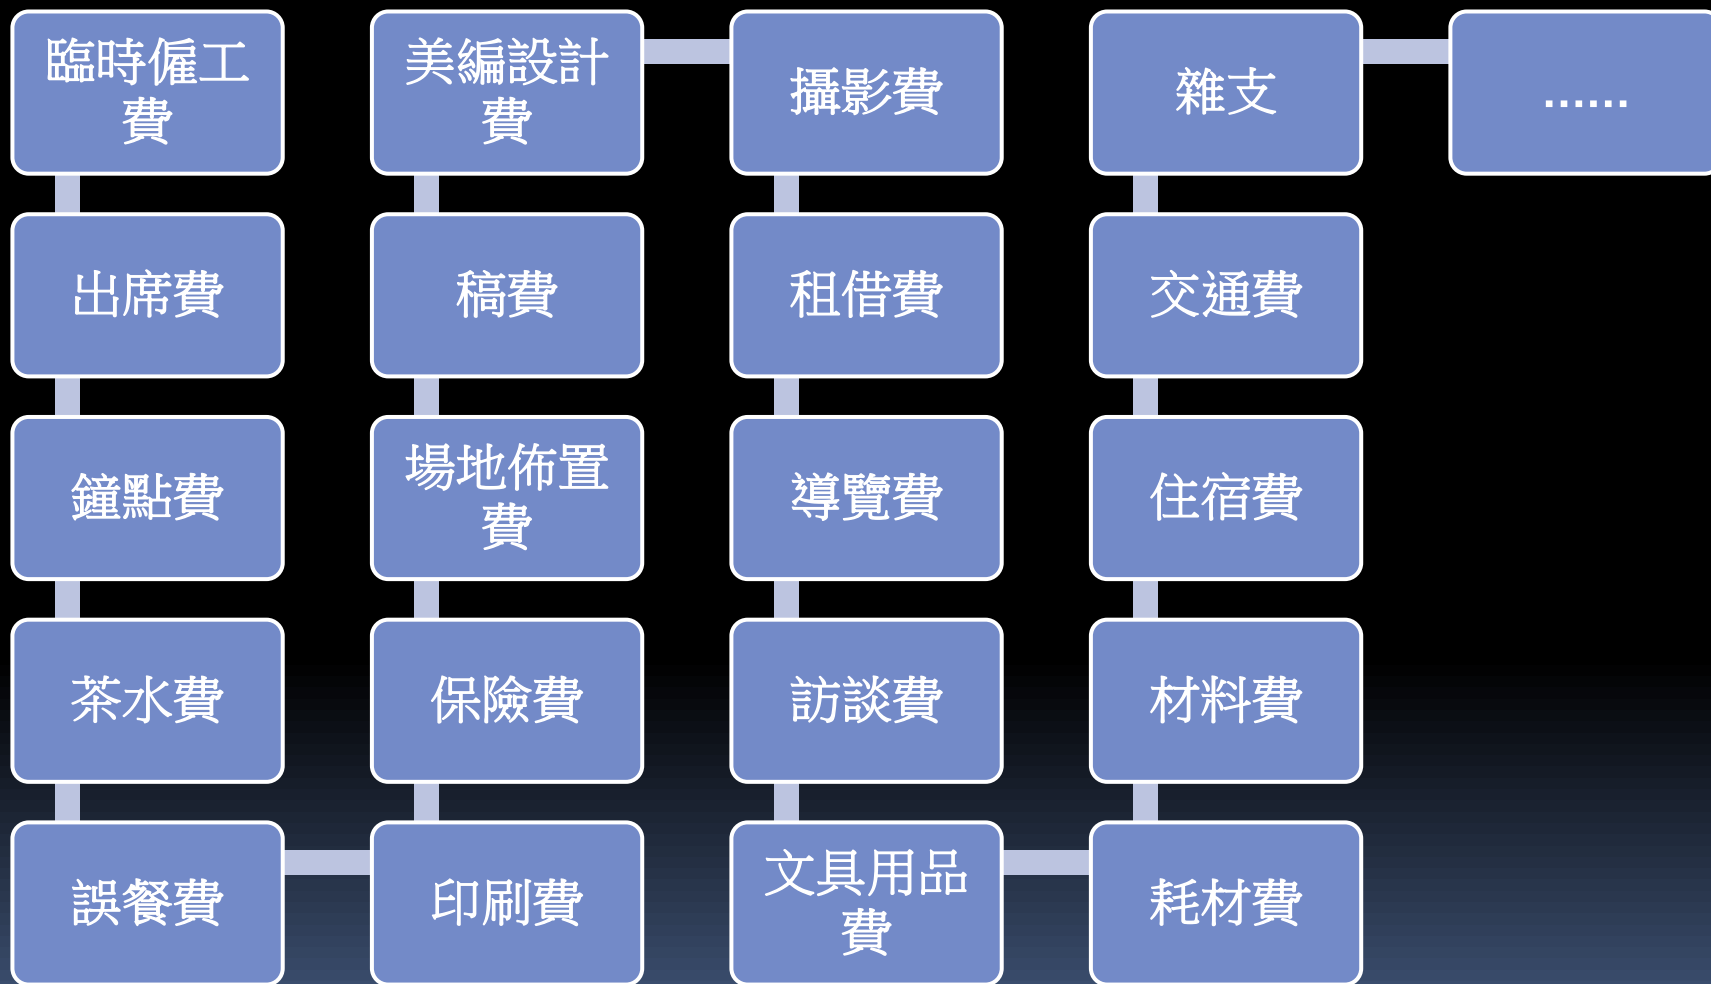 臨時僱工
費
出席費
鐘點費
茶水費
誤餐費
印刷費
保險費
場地佈置
費
稿費
美編設計
費
攝影費
租借費
導覽費
訪談費
文具用品
費
耗材費
材料費
住宿費
交通費
雜支
……